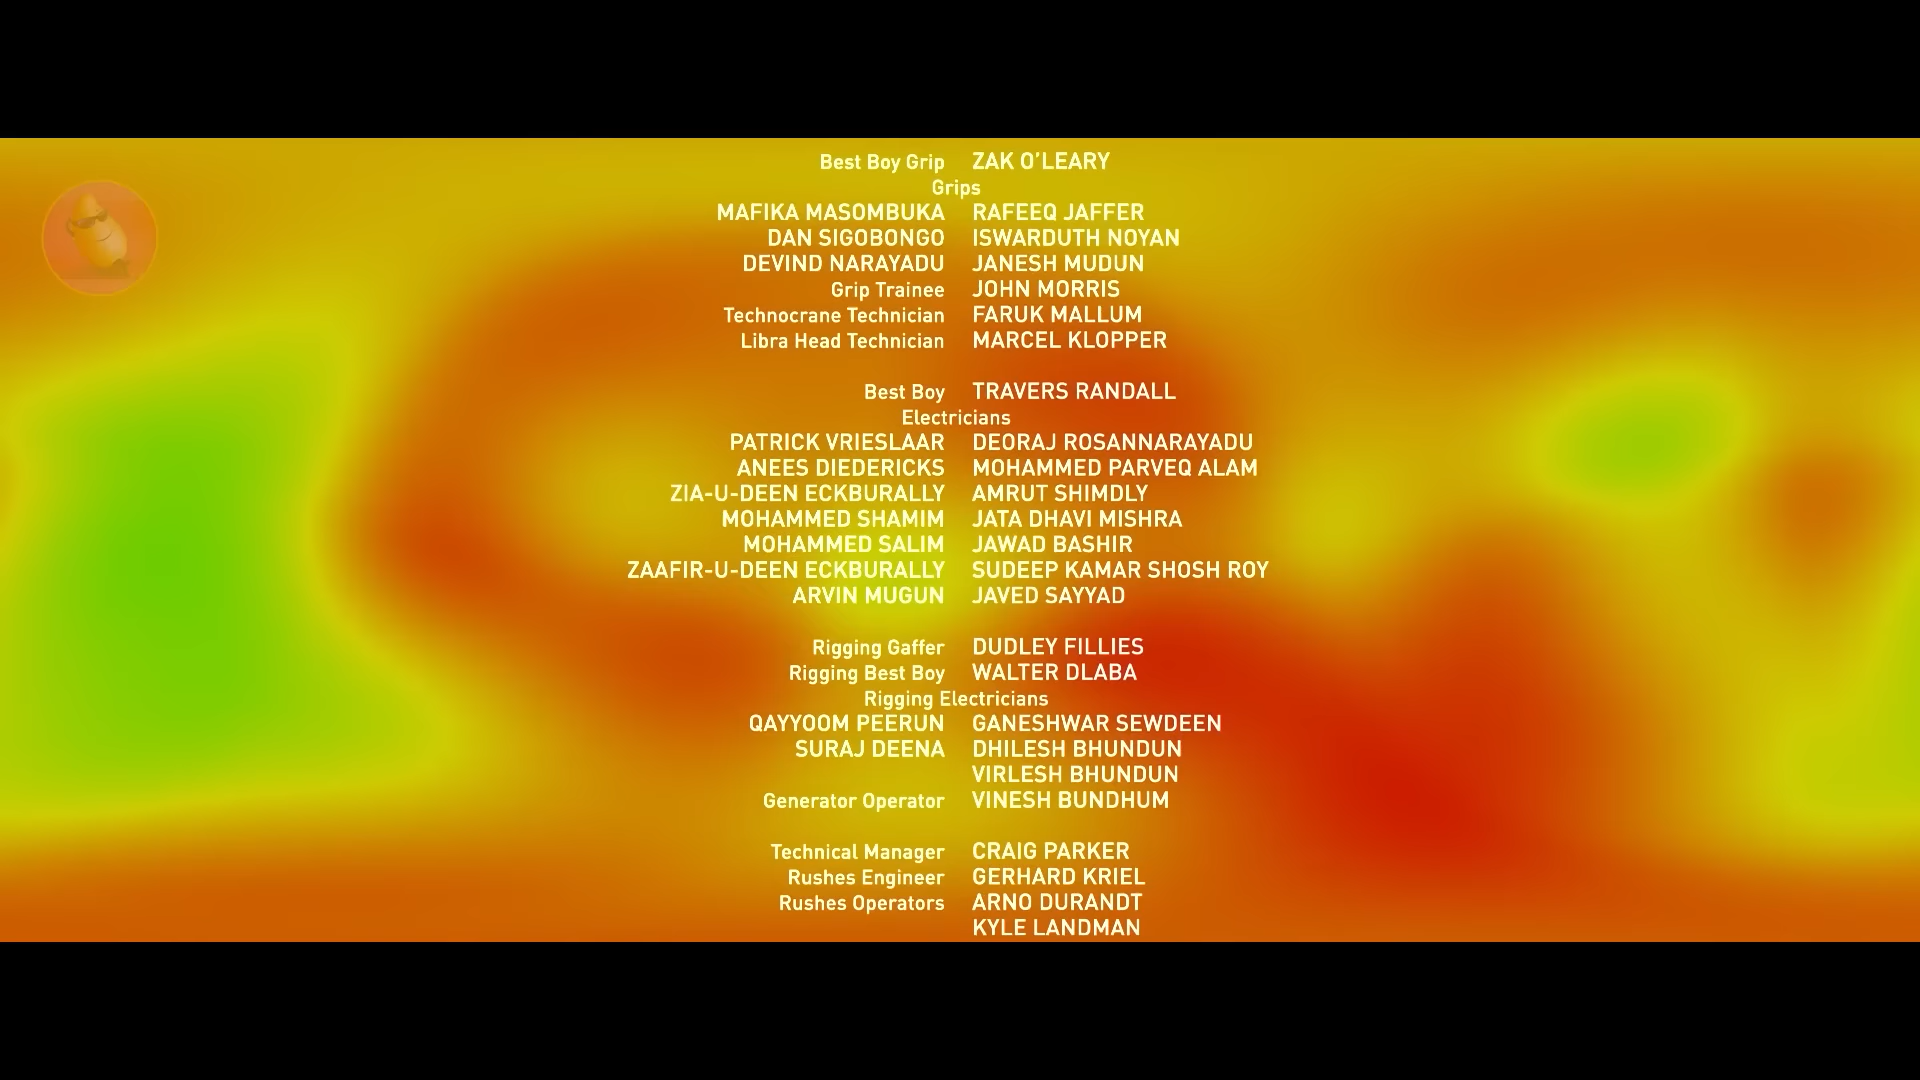 Best Boy Grip ZAK O'LEARY
Grips
MAFIKA MASOMBUKA RAFEEQ JAFFER
DAN SIGOBONGO ISWARDUTH NOYAN
DEVIND NARAYADU JANESH MUDUN
Grip Trainee JOHN MORRIS
Technocrane Technician FARUK MALLUM
Libra Head Technician MARCEL KLOPPER
Best Boy TRAVERS RANDALL
Electricians
PATRICK VRIESLAAR DEORAJ ROSANNARAYADU
ANEES DIEDERICKS MOHAMMED PARVEQ ALAM
ZIA-U-DEEN ECKBURALLY AMRUT SHIMDLY
MOHAMMED SHAMIM JATA DHAVI MISHRA
MOHAMMED SALIM JAWAD BASHIR
ZAAFIR-U-DEEN ECKBURALLY SUDEEP KAMAR SHOSH ROY
ARVIN MUGUN JAVED SAYYAD
Rigging Gaffer DUDLEY FILLIES
Rigging Best Boy WALTER DLABA
Rigging Electricians
QAYYOOM PEERUN GANESHWAR SEWDEEN
SURAJ DEENA DHILESH BHUNDUN
VIRLESH BHUNDUN
Generator Operator VINESH BUNDHUM
Technical Manager CRAIG PARKER
Rushes Engineer GERHARD KRIEL
Rushes Operators ARNO DURANDT
KYLE LANDMAN